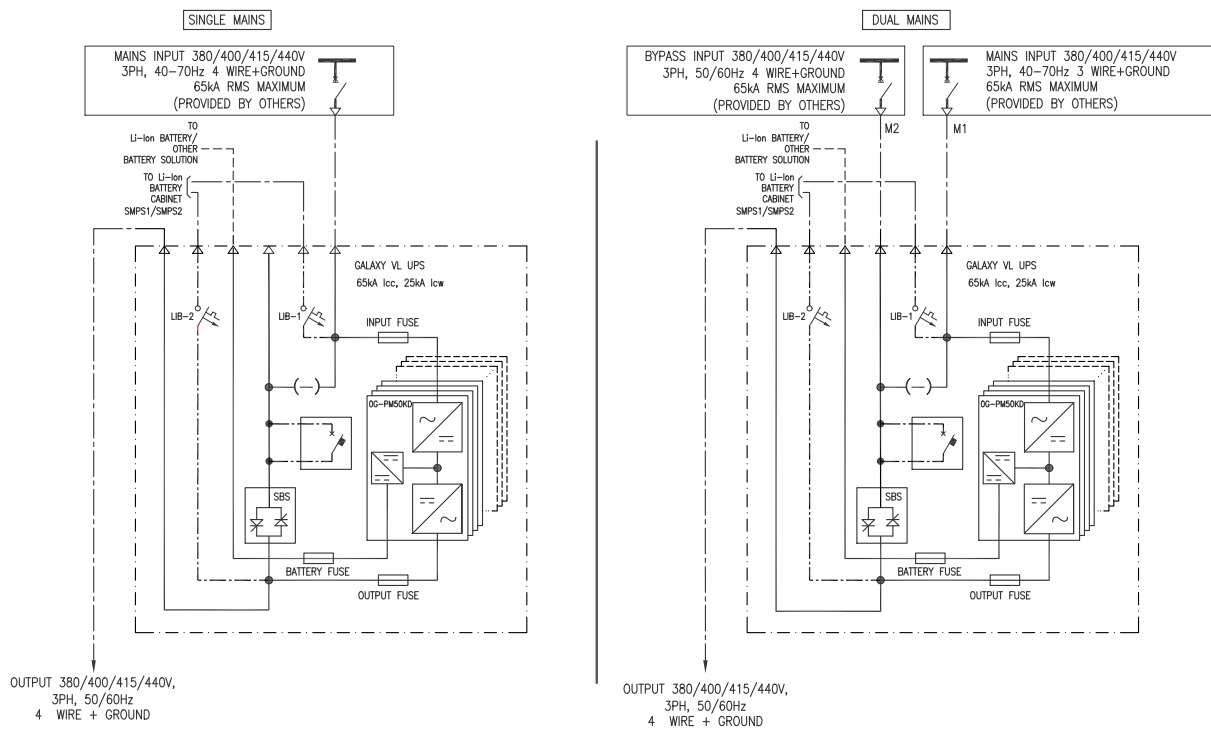 SINGLE MAINS
MAINS INPUT 380/400/415/440V
3PH, 40-70Hz 4 WIRE+GROUND
65kA RMS MAXIMUM
(PROVIDED BY OTHERS)
TO
Li-Ion BATTERY/
OTHER
BATTERY SOLUTION
TO Li-Ion
BATTERY
CABINET
SMPS1/SMPS2
GALAXY VL UPS
65kA Icc, 25kA Icw
LIB-2
LIB-1
INPUT FUSE
OG-PM50KD
SBS
BATTERY FUSE
OUTPUT FUSE
OUTPUT 380/400/415/440V,
3PH, 50/60Hz
4 WIRE + GROUND
DUAL MAINS
BYPASS INPUT 380/400/415/440V
3PH, 50/60Hz 4 WIRE+GROUND
65kA RMS MAXIMUM
(PROVIDED BY OTHERS)
MAINS INPUT 380/400/415/440V
3PH, 40-70Hz 3 WIRE+GROUND
65kA RMS MAXIMUM
(PROVIDED BY OTHERS)
M2
M1
TO
Li-Ion BATTERY/
OTHER
BATTERY SOLUTION
TO Li-Ion
BATTERY
CABINET
SMPS1/SMPS2
GALAXY VL UPS
65kA Icc, 25kA Icw
LIB-2
LIB-1
INPUT FUSE
OG-PM50KD
SBS
BATTERY FUSE
OUTPUT FUSE
OUTPUT 380/400/415/440V,
3PH, 50/60Hz
4 WIRE + GROUND